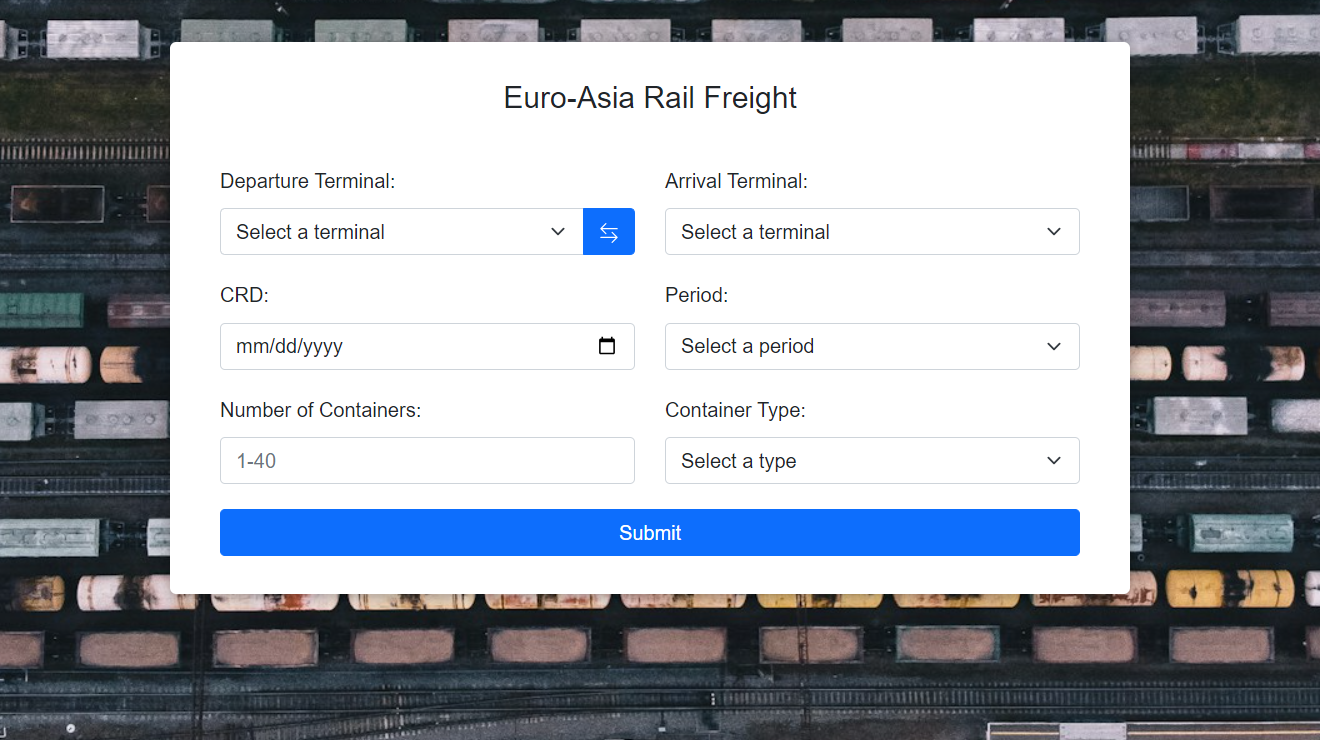 Euro-Asia Rail Freight
Departure Terminal:
Arrival Terminal:
Select a terminal
Select a terminal
CRD:
Period:
mm/dd/yyyy
Select a period
Number of Containers:
Container Type:
1-40
Select a type
Submit